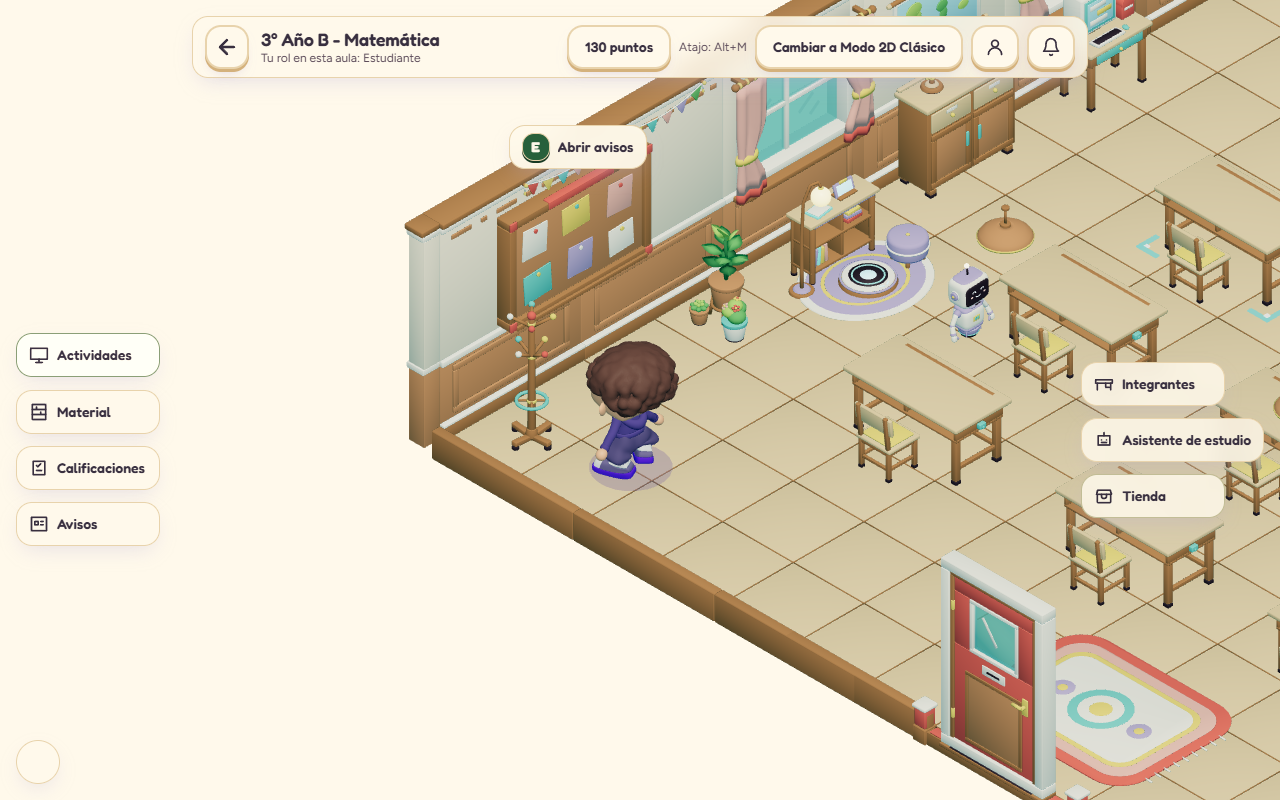 3° Año B - Matemática
Tu rol en esta aula: Estudiante
130 puntos
Atajo: Alt+M
Cambiar a Modo 2D Clásico
E Abrir avisos
Actividades
Material
Calificaciones
Avisos
Integrantes
Asistente de estudio
Tienda